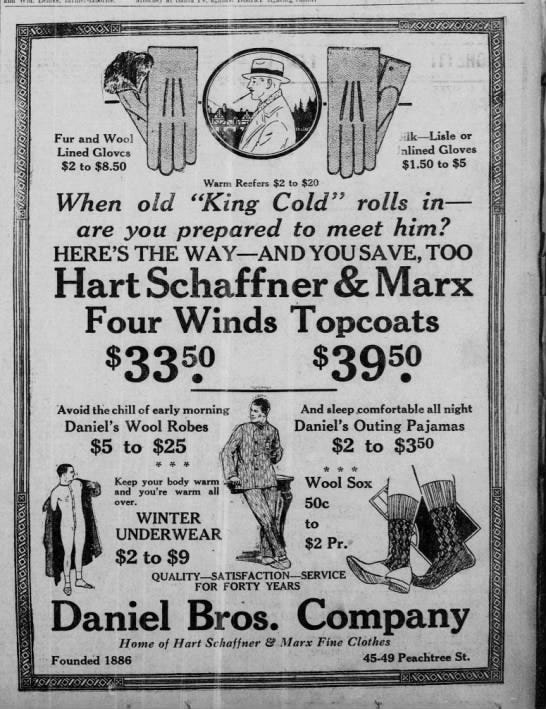 Fur and Wool
Lined Gloves
$2 to $8.50
Lisle or
Gloves
$1.50 to $5
Warm Reefers $2 to $20
When old "King Cold" rolls in—
are you prepared to meet him?
HERE'S THE WAY—AND YOU SAVE, TOO
Hart Schaffner & Marx
Four Winds Topcoats
$33.50 $39.50
Avoid the chill of early morning
Daniel's Wool Robes
$5 to $25
* * *
And sleep comfortable all night
Daniel's Outing Pajamas
$2 to $3.50
* * *
Keep your body warm
and you're warm all
over.
WINTER
UNDERWEAR
$2 to $9
Wool Sox
50c
to
$2 Pr.
QUALITY—SATISFACTION—SERVICE
FOR FORTY YEARS
Daniel Bros. Company
Home of Hart Schaffner & Marx Fine Clothes
Founded 1886 45-49 Peachtree St.